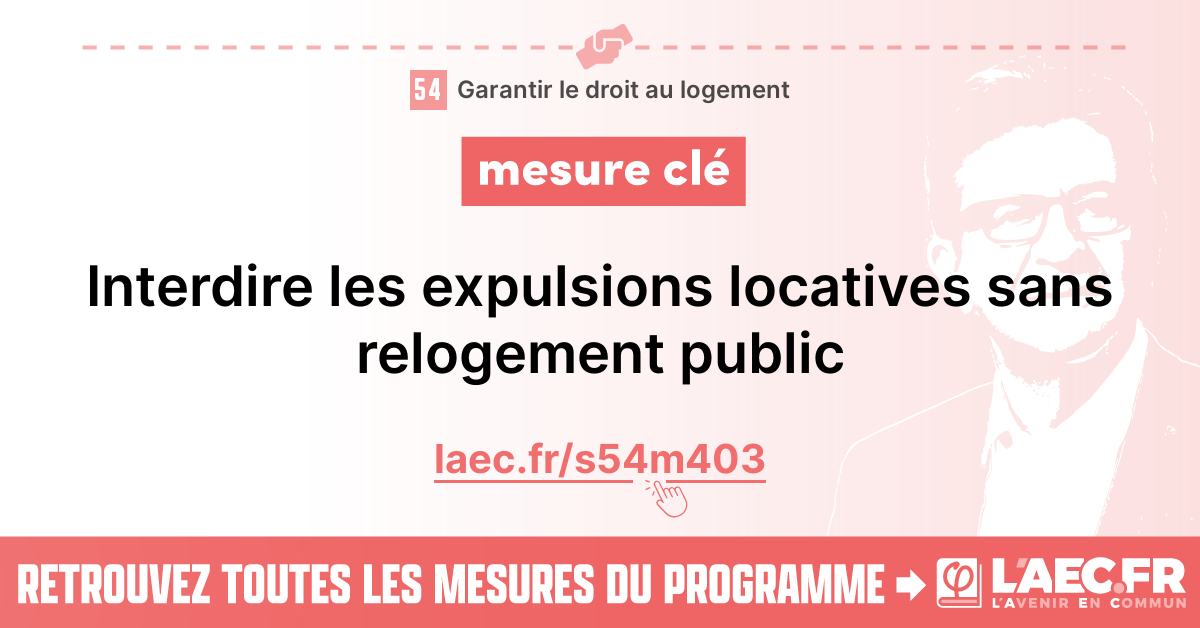 54 Garantir le droit au logement
mesure clé
Interdire les expulsions locatives sans
relogement public
laec.fr/s54m403
RETROUVEZ TOUTES LES MESURES DU PROGRAMME
φ L'AEC.FR
L'AVENIR EN COMMUN